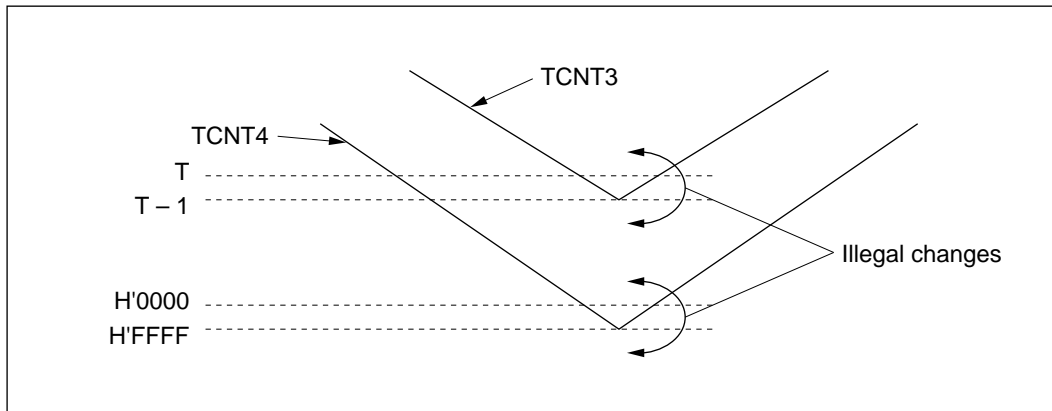 TCNT3
TCNT4
T
T – 1
Illegal changes
H'0000
H'FFFF